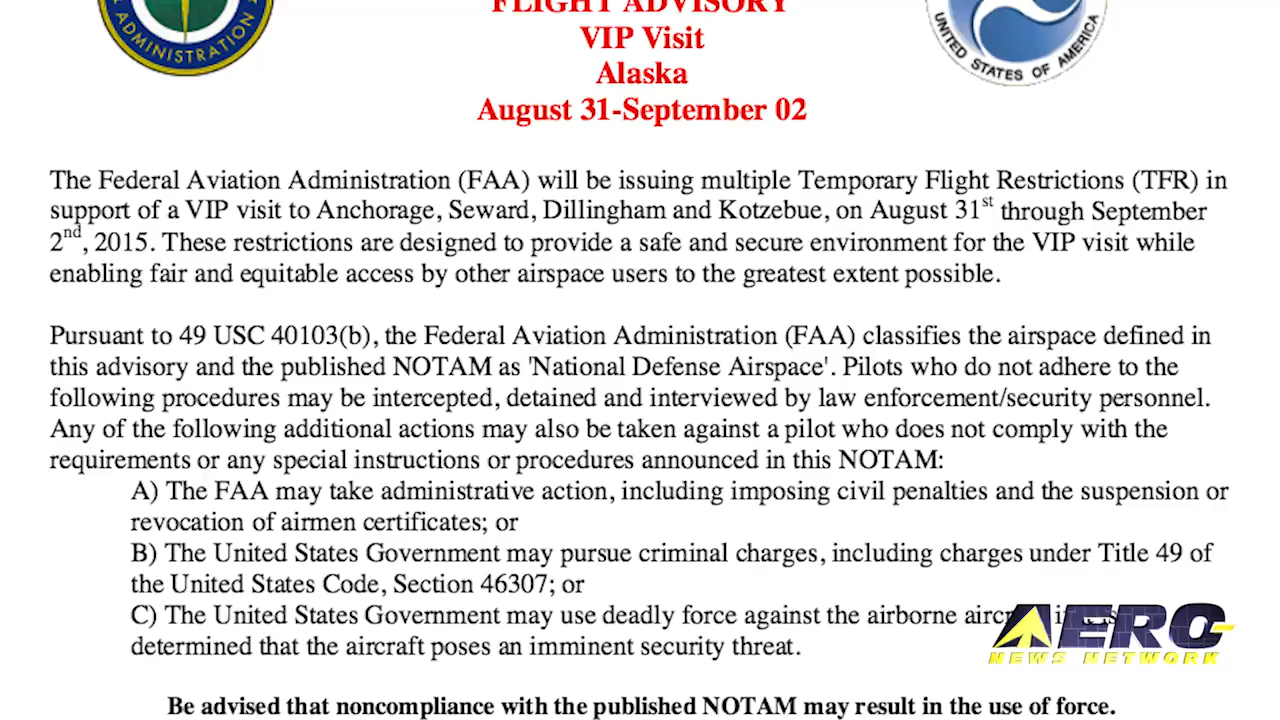 FLIGHT ADVISORY
VIP Visit
Alaska
August 31-September 02
ADMINISTRATION
UNITED STATES OF AMERICA
The Federal Aviation Administration (FAA) will be issuing multiple Temporary Flight Restrictions (TFR) in
support of a VIP visit to Anchorage, Seward, Dillingham and Kotzebue, on August 31st through September
2nd, 2015. These restrictions are designed to provide a safe and secure environment for the VIP visit while
enabling fair and equitable access by other airspace users to the greatest extent possible.
Pursuant to 49 USC 40103(b), the Federal Aviation Administration (FAA) classifies the airspace defined in
this advisory and the published NOTAM as 'National Defense Airspace'. Pilots who do not adhere to the
following procedures may be intercepted, detained and interviewed by law enforcement/security personnel.
Any of the following additional actions may also be taken against a pilot who does not comply with the
requirements or any special instructions or procedures announced in this NOTAM:
A) The FAA may take administrative action, including imposing civil penalties and the suspension or
revocation of airmen certificates; or
B) The United States Government may pursue criminal charges, including charges under Title 49 of
the United States Code, Section 46307; or
C) The United States Government may use deadly force against the airborne
determined that the aircraft poses an imminent security threat.
AERO
NEWS NETWORK
Be advised that noncompliance with the published NOTAM may result in the use of force.